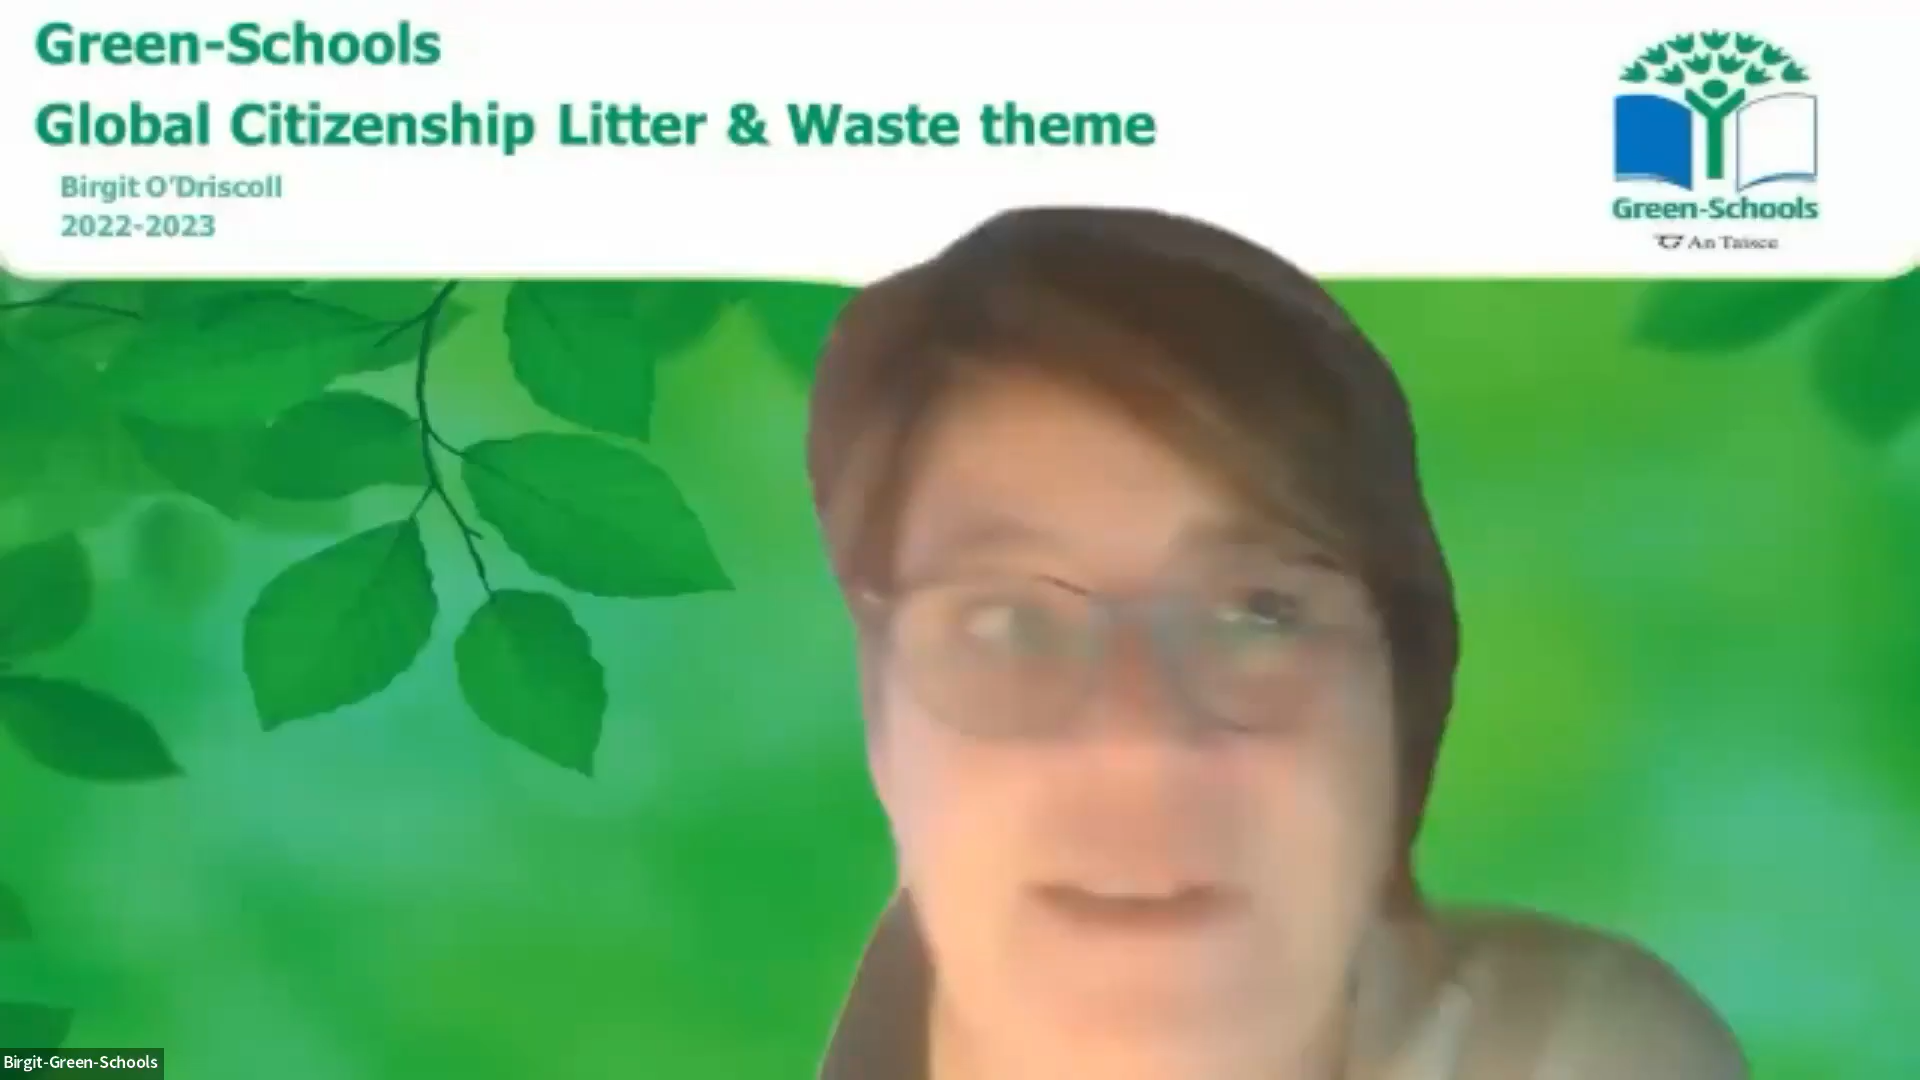 Green-Schools
Global Citizenship Litter & Waste theme
Birgit O'Driscoll
2022-2023
Green-Schools
An Taisce
Birgit-Green-Schools